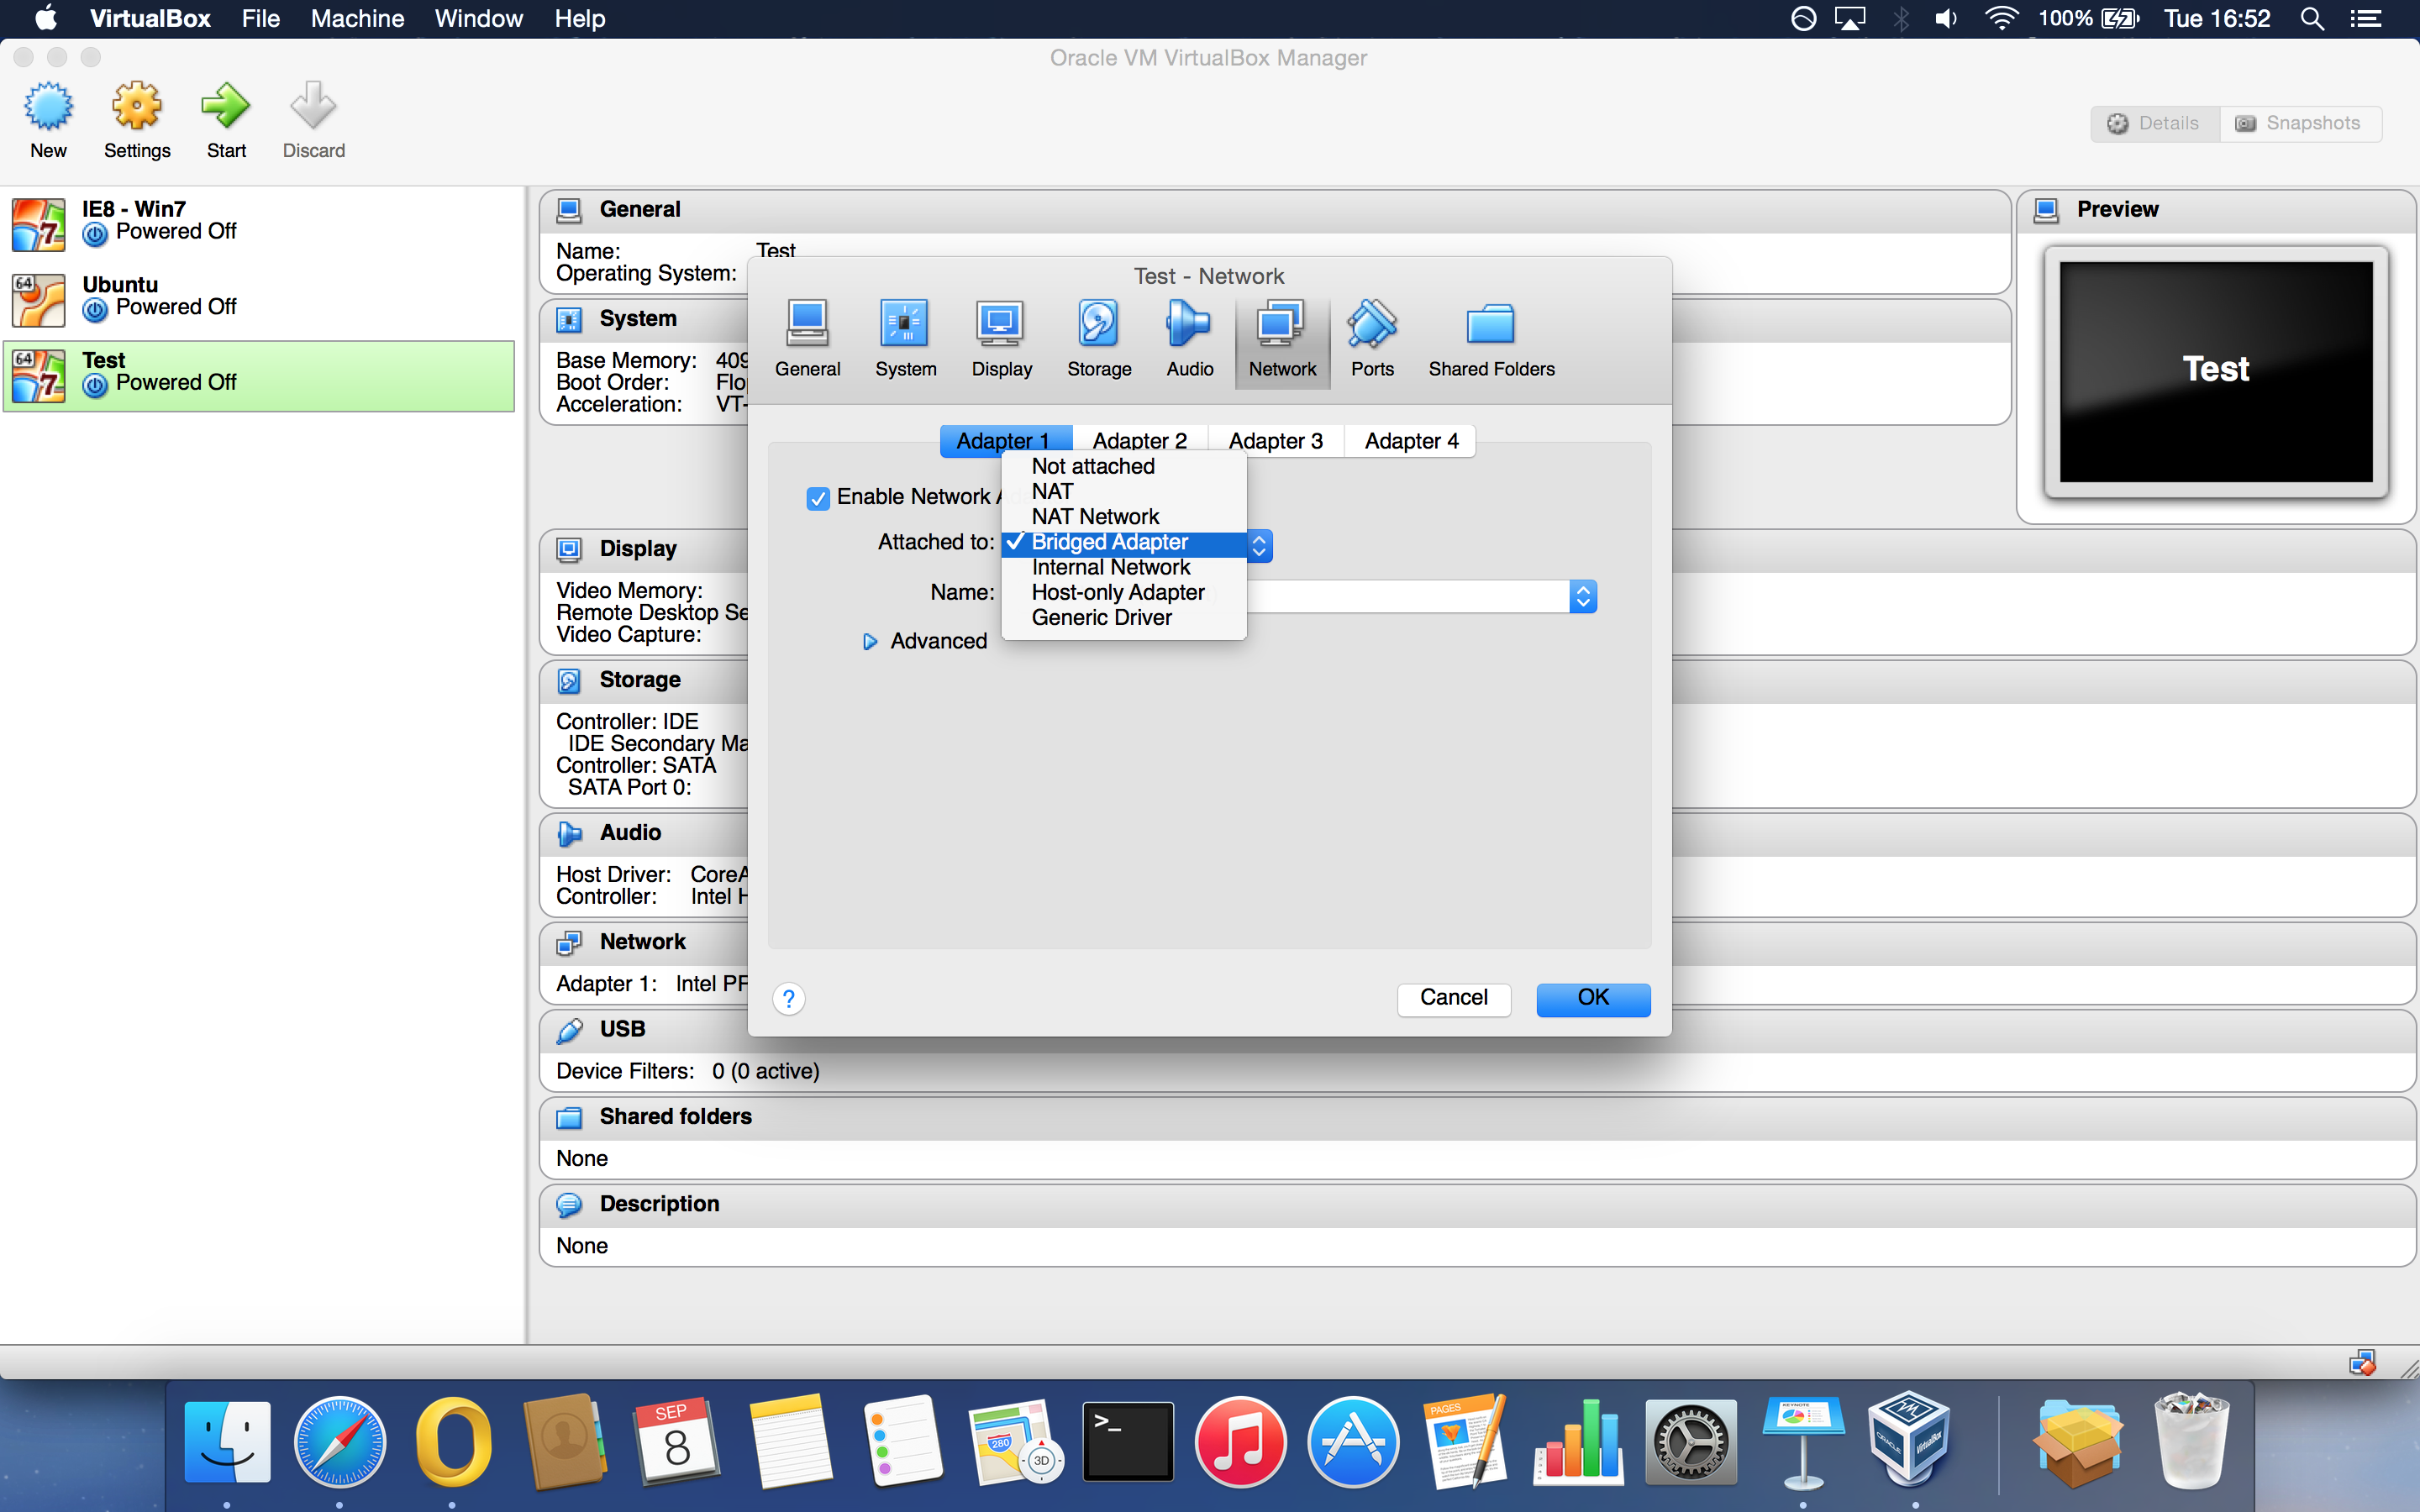 VirtualBox File Machine Window Help 100% Tue 16:52
Oracle VM VirtualBox Manager
New Settings Start Discard
Details Snapshots
IE8 - Win7
Powered Off
64
Ubuntu
Powered Off
64
Test
Powered Off
General
Name: Test
Operating System:
System
Base Memory: 409
Boot Order: Flo
Acceleration: VT-
Preview
Test
Display
Video Memory:
Remote Desktop Se
Video Capture:
Storage
Controller: IDE
IDE Secondary Ma
Controller: SATA
SATA Port 0:
Audio
Host Driver: CoreA
Controller: Intel H
Network
Adapter 1: Intel PR
USB
Device Filters: 0 (0 active)
Shared folders
None
Description
None
Test - Network
General System Display Storage Audio Network Ports Shared Folders
Adapter 1 Adapter 2 Adapter 3 Adapter 4
Enable Network A
Attached to:
Name:
Advanced
Not attached
NAT
NAT Network
Bridged Adapter
Internal Network
Host-only Adapter
Generic Driver
? Cancel OK
SEP
8
280
3D
>_
PAGES
KEYNOTE
ORACLE
VirtualBox